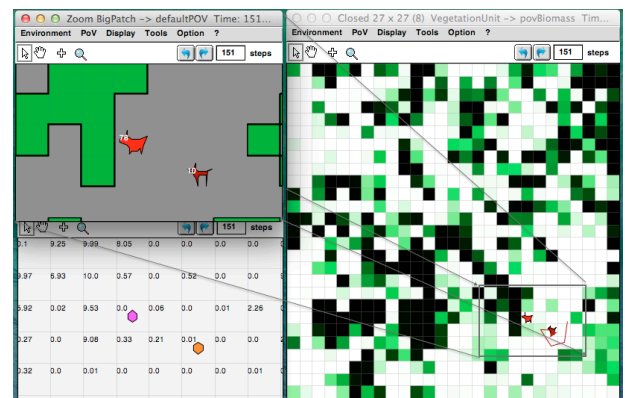 Zoom BigPatch -> defaultPOV Time: 151...
Environment PoV Display Tools Option ?
151 steps
Closed 27 x 27 (8) VegetationUnit -> povBiomass Tim...
Environment PoV Display Tools Option ?
151 steps
10
151 steps
0.1 9.25 9.99 8.05 0.0 0.0 0.0 0.0
9.97 6.93 10.0 0.57 0.0 0.52 0.0 0.0
5.92 0.02 9.53 0.0 0.06 0.0 0.01 2.26
0.27 0.0 9.08 0.33 0.21 0.01 0.0 0.0
0.32 0.0 0.01 0.0 0.0 0.0 0.0 0.01